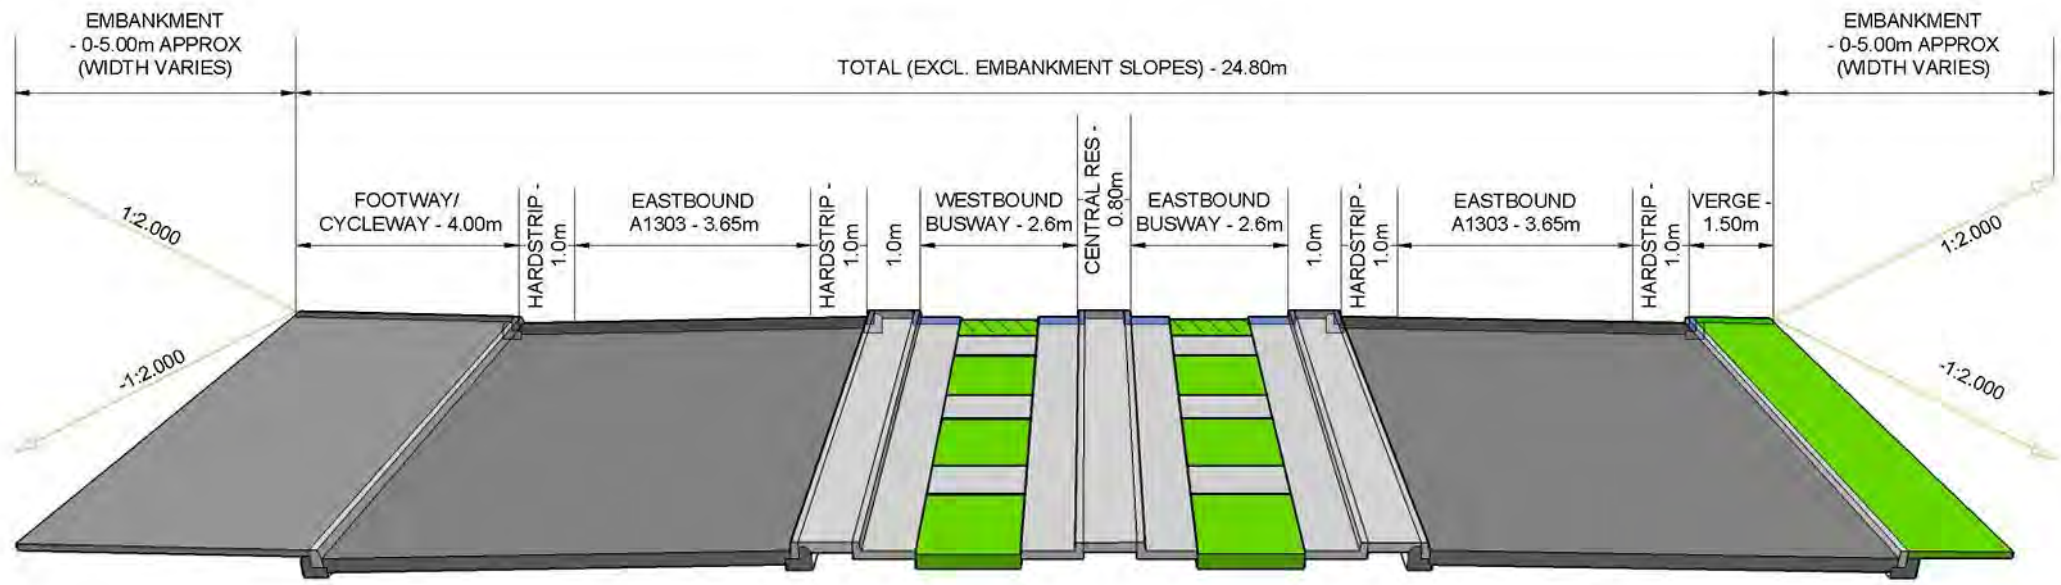 EMBANKMENT
- 0-5.00m APPROX
(WIDTH VARIES)
TOTAL (EXCL. EMBANKMENT SLOPES) - 24.80m
EMBANKMENT
- 0-5.00m APPROX
(WIDTH VARIES)
1:2.000
-1:2.000
FOOTWAY/
CYCLEWAY - 4.00m
HARDSTRIP -
1.0m
EASTBOUND
A1303 - 3.65m
HARDSTRIP -
1.0m
1.0m
WESTBOUND
BUSWAY - 2.6m
CENTRAL RES -
0.80m
EASTBOUND
BUSWAY - 2.6m
1.0m
HARDSTRIP -
1.0m
EASTBOUND
A1303 - 3.65m
HARDSTRIP -
1.0m
VERGE -
1.50m
1:2.000
-1:2.000